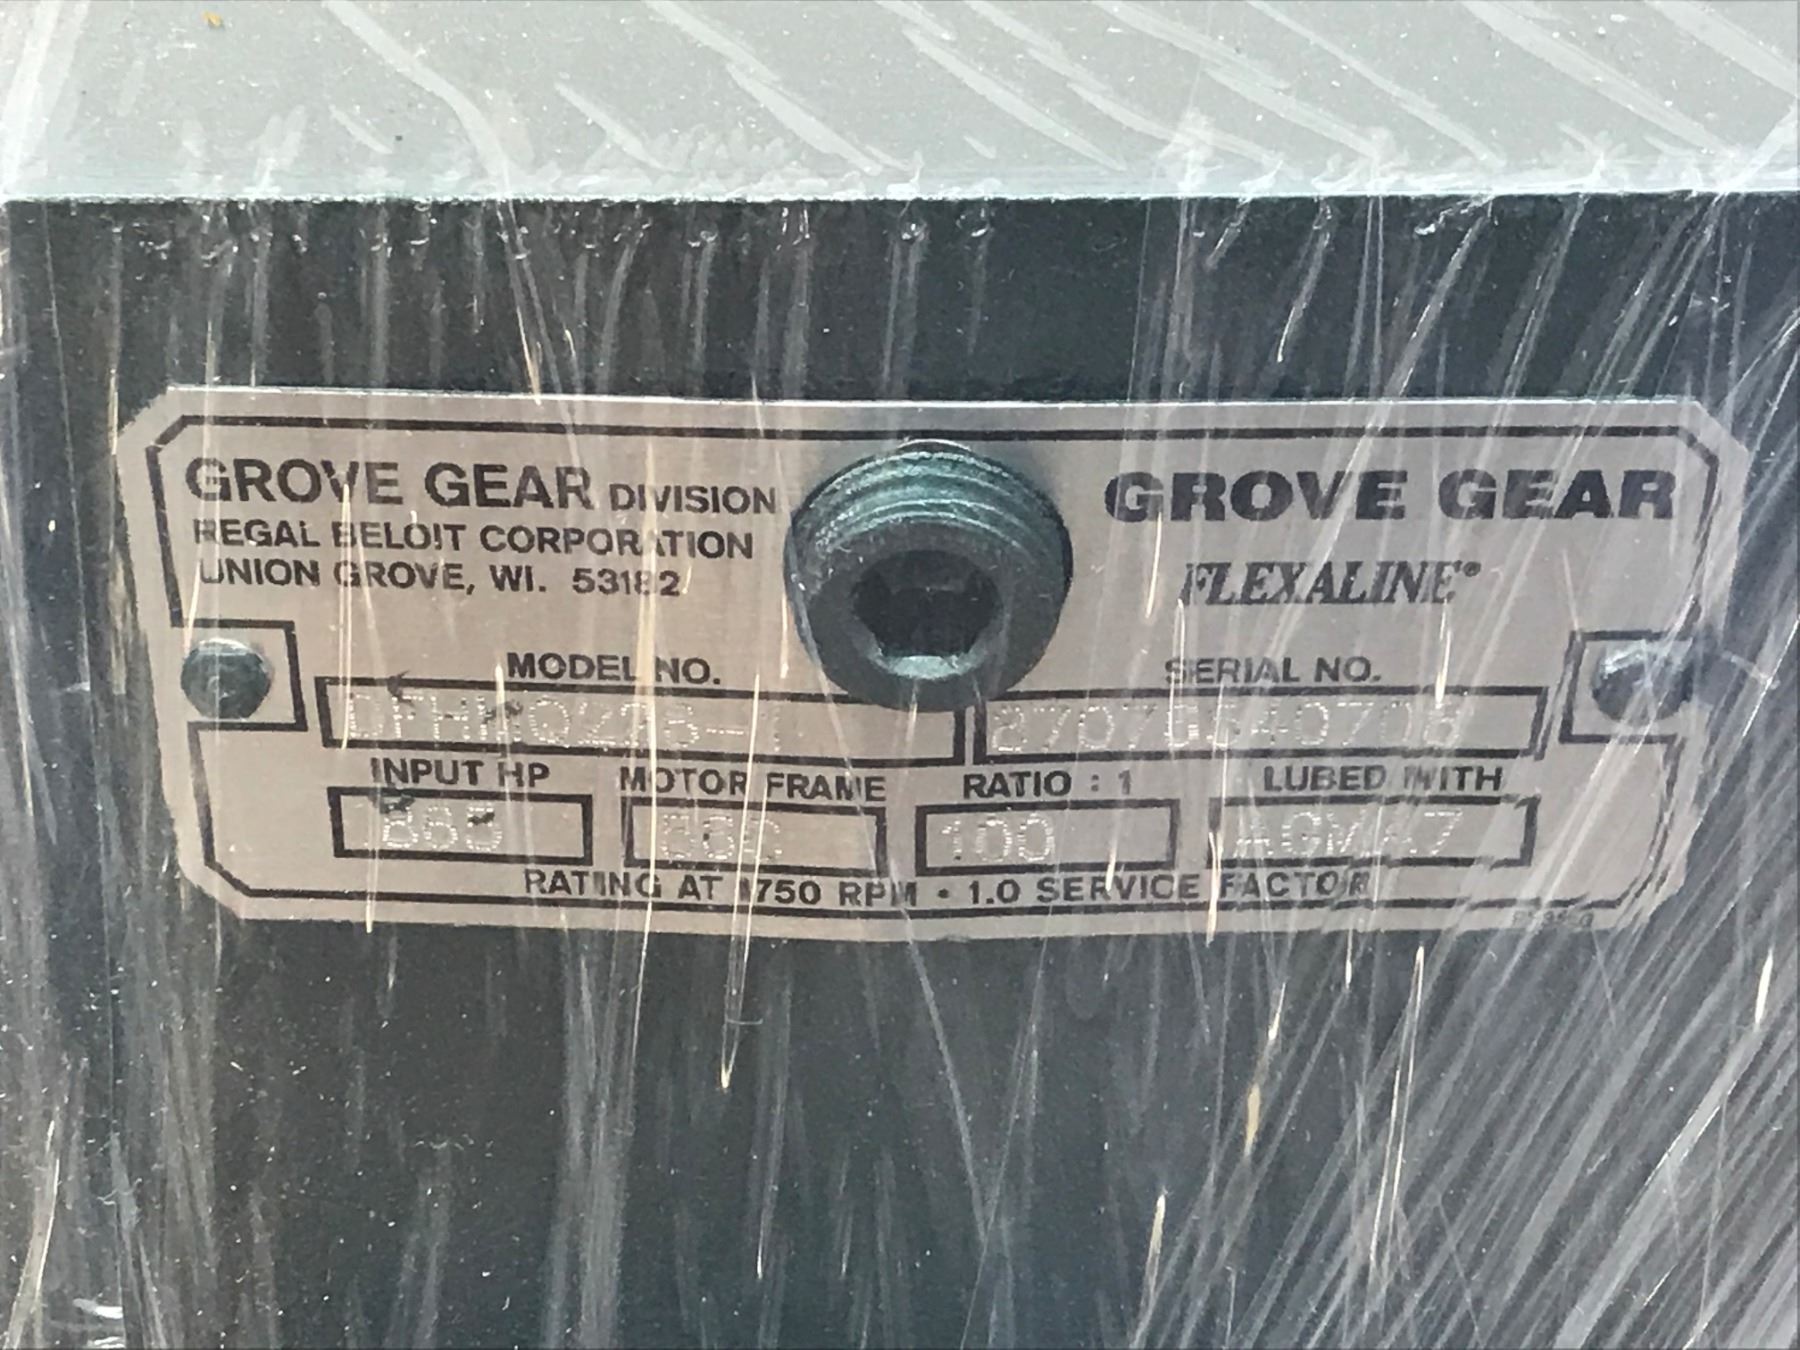 GROVE GEAR DIVISION
REGAL BELOIT CORPORATION
UNION GROVE, WI. 53182
GROVE GEAR
FLEXALINE®
MODEL NO.
SERIAL NO.
INPUT HP
MOTOR FRAME
RATIO : 1
LUBED WITH
100
AGMA7
RATING AT 1750 RPM • 1.0 SERVICE FACTOR